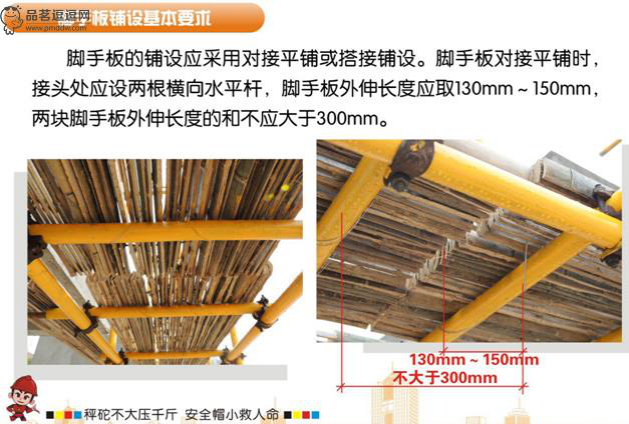 品茗逗逗网
www.pmddw.com
脚手板铺设基本要求
脚手板的铺设应采用对接平铺或搭接铺设。脚手板对接平铺时，
接头处应设两根横向水平杆，脚手板外伸长度应取130mm～150mm，
两块脚手板外伸长度的和不应大于300mm。
130mm～150mm
不大于300mm
秤砣不大压千斤 安全帽小救人命